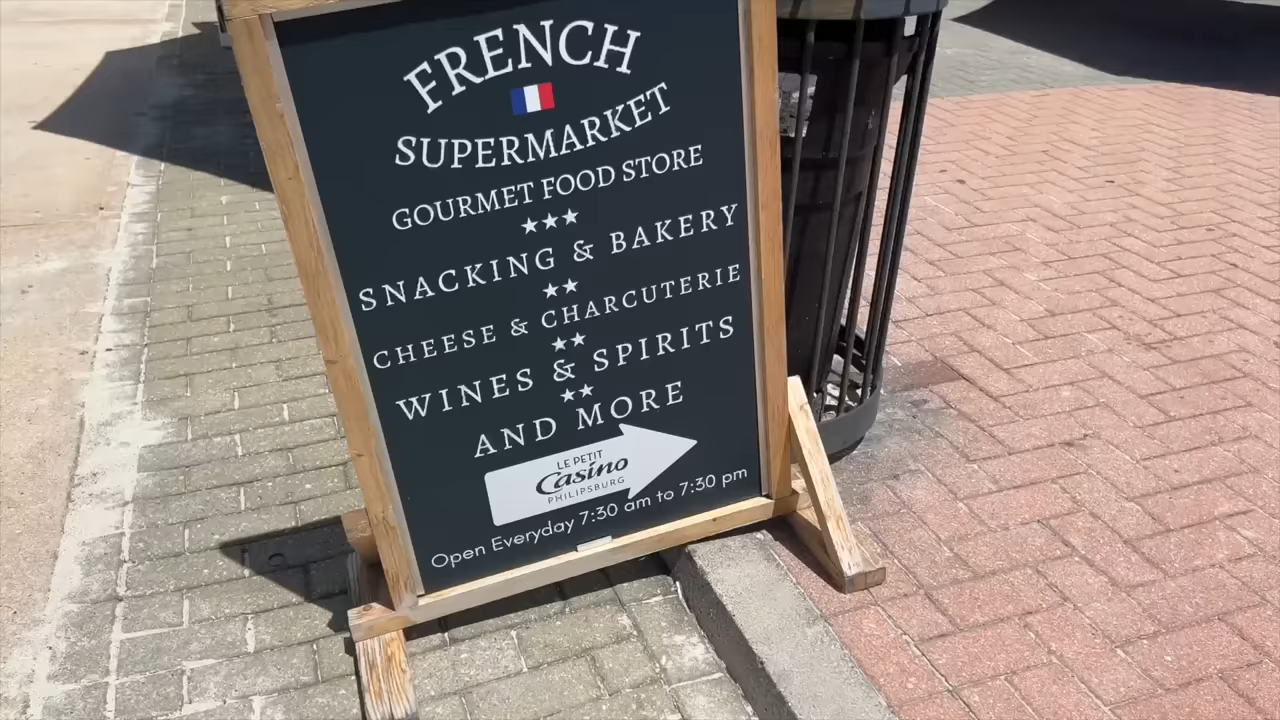 FRENCH
SUPERMARKET
GOURMET FOOD STORE
SNACKING & BAKERY
CHEESE & CHARCUTERIE
WINES & SPIRITS
AND MORE
LE PETIT
Casino
PHILIPSBURG
Open Everyday 7:30 am to 7:30 pm